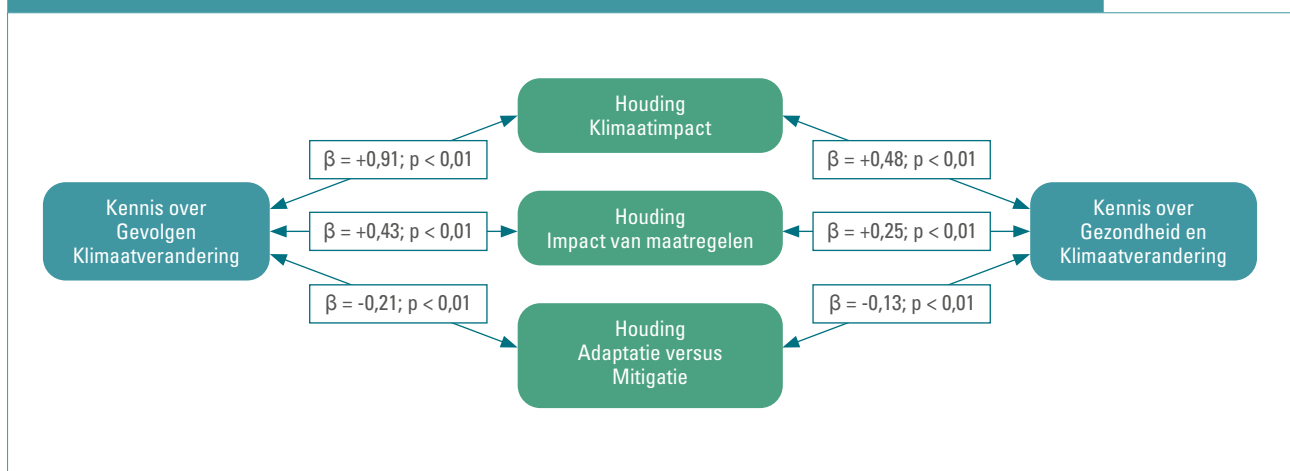 Houding
Klimaatimpact
β = +0,91; p < 0,01
β = +0,48; p < 0,01
Kennis over
Gevolgen
Klimaatverandering
β = +0,43; p < 0,01
Houding
Impact van maatregelen
β = +0,25; p < 0,01
Kennis over
Gezondheid en
Klimaatverandering
β = -0,21; p < 0,01
β = -0,13; p < 0,01
Houding
Adaptatie versus
Mitigatie